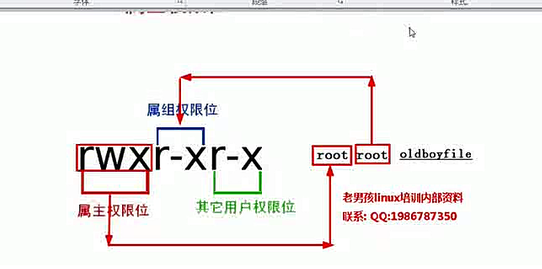 字体
段落
样式
属组权限位
rwxr-xr-x
root root oldboyfile
属主权限位
其它用户权限位
老男孩linux培训内部资料
联系: QQ:1986787350